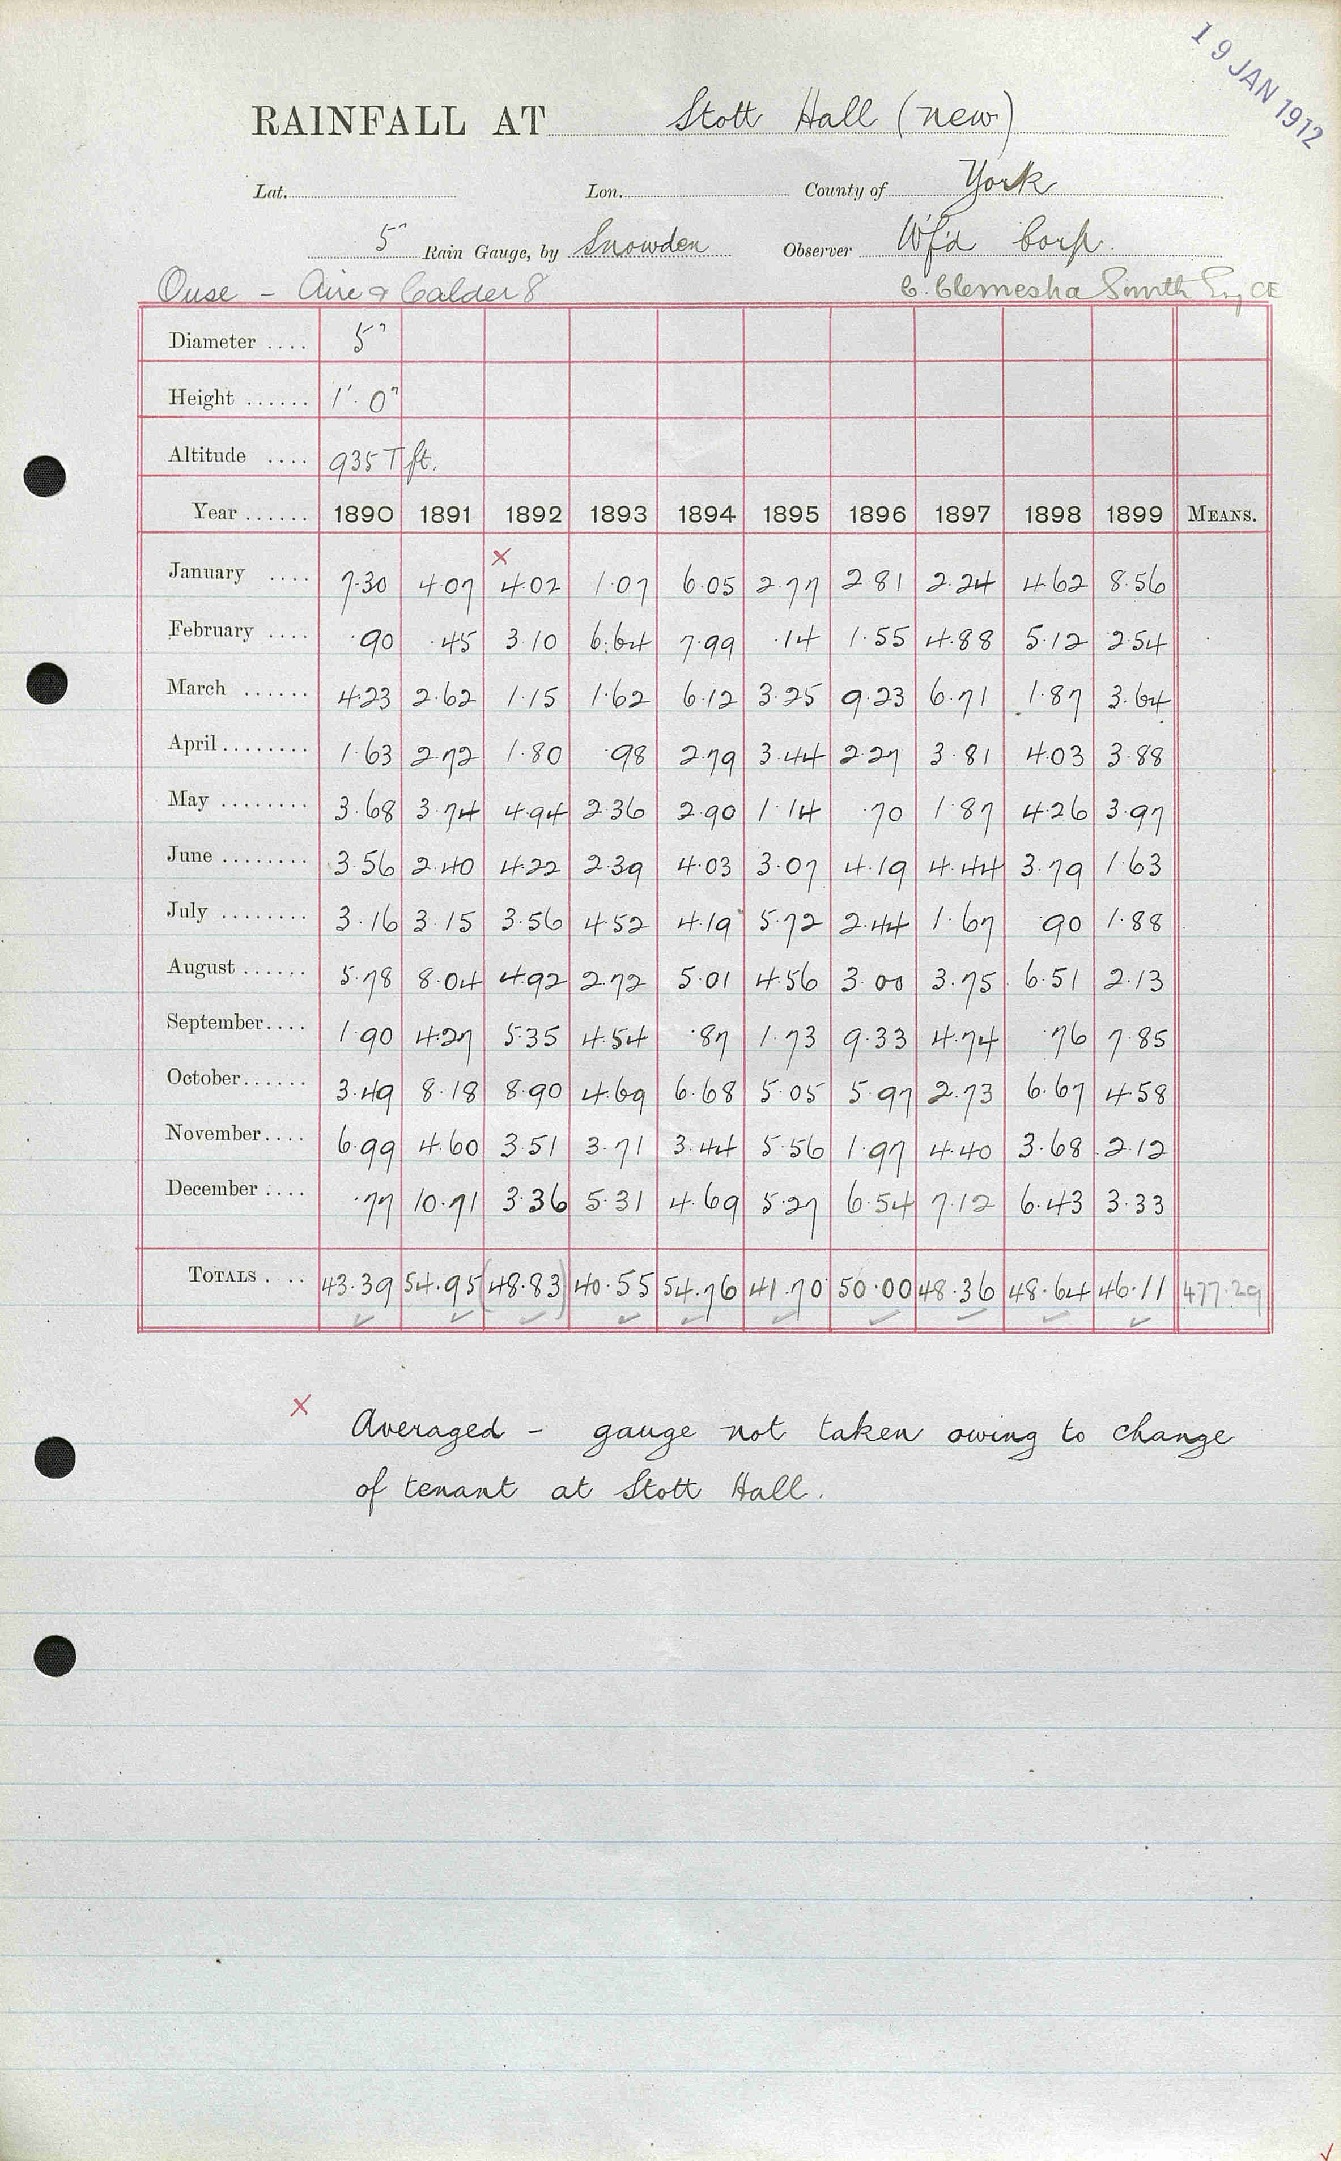 19 JAN 1912
RAINFALL AT Stott Hall (new)
Lat. Lon. County of York
5" Rain Gauge, by Snowden Observer W'f'd Corp.
Ouse - Aire & Calder 8 C. Clemesha Smith Esq CE
Diameter .... 5"
Height ...... 1'. 0"
Altitude .... 935 T ft.
Year ...... 1890 1891 1892 1893 1894 1895 1896 1897 1898 1899 MEANS.
×
January .... 7.30 4.07 4.02 1.07 6.05 2.77 2.81 2.24 4.62 8.56
February .... .90 .45 3.10 6.64 7.99 .14 1.55 4.88 5.12 2.54
March ...... 4.23 2.62 1.15 1.62 6.12 3.25 9.23 6.71 1.87 3.64
April ........ 1.63 2.72 1.80 .98 2.79 3.44 2.27 3.81 4.03 3.88
May ........ 3.68 3.74 4.94 2.36 2.90 1.14 .70 1.87 4.26 3.97
June ........ 3.56 2.40 4.22 2.39 4.03 3.07 4.19 4.44 3.79 1.63
July ........ 3.16 3.15 3.56 4.52 4.19 5.72 2.44 1.67 .90 1.88
August ...... 5.78 8.04 4.92 2.72 5.01 4.56 3.00 3.75 6.51 2.13
September.... 1.90 4.27 5.35 4.54 .87 1.73 9.33 4.74 .76 7.85
October...... 3.49 8.18 8.90 4.69 6.68 5.05 5.97 2.73 6.67 4.58
November.... 6.99 4.60 3.51 3.71 3.44 5.56 1.97 4.40 3.68 2.12
December .... .77 10.71 3.36 5.31 4.69 5.27 6.54 7.12 6.43 3.33
TOTALS . .. 43.39 54.95 (48.83) 40.55 54.76 41.70 50.00 48.36 48.64 46.11 477.29
× Averaged - gauge not taken owing to change
of tenant at Stott Hall.